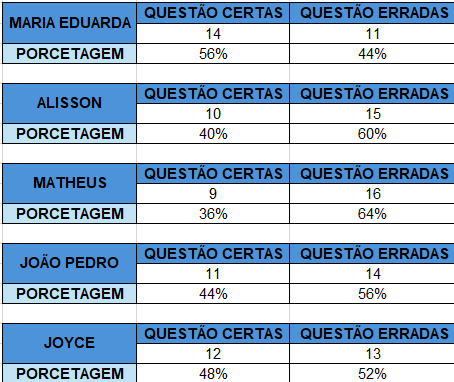 MARIA EDUARDA QUESTÃO CERTAS QUESTÃO ERRADAS
14 11
PORCETAGEM 56% 44%
ALISSON QUESTÃO CERTAS QUESTÃO ERRADAS
10 15
PORCETAGEM 40% 60%
MATHEUS QUESTÃO CERTAS QUESTÃO ERRADAS
9 16
PORCETAGEM 36% 64%
JOÃO PEDRO QUESTÃO CERTAS QUESTÃO ERRADAS
11 14
PORCETAGEM 44% 56%
JOYCE QUESTÃO CERTAS QUESTÃO ERRADAS
12 13
PORCETAGEM 48% 52%